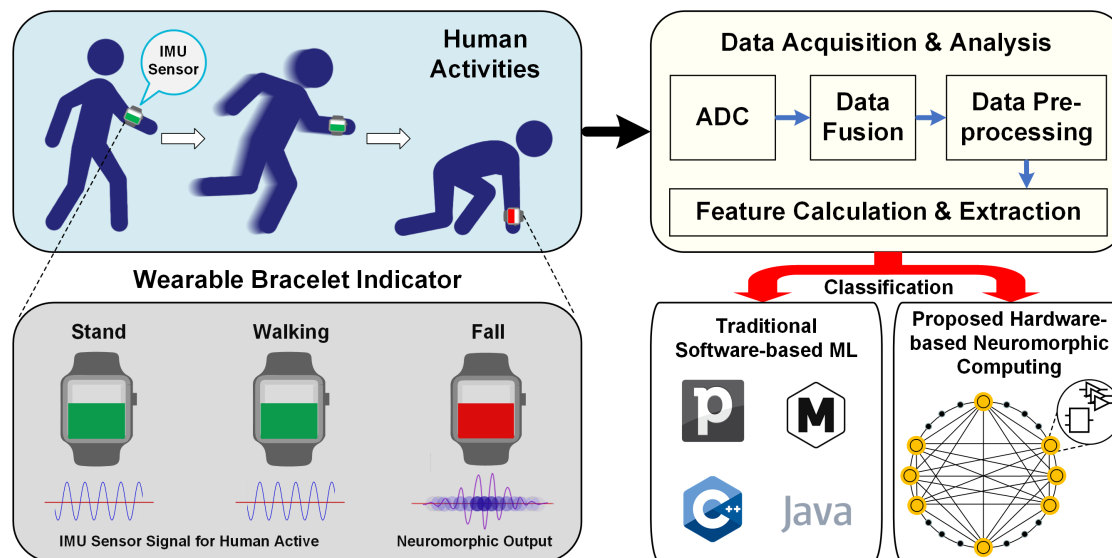 Human
Activities
IMU
Sensor
Data Acquisition & Analysis
ADC
Data
Fusion
Data Pre-
processing
Feature Calculation & Extraction
Wearable Bracelet Indicator
Stand
Walking
Fall
IMU Sensor Signal for Human Active
Neuromorphic Output
Classification
Traditional
Software-based ML
p
M
C++
Java
Proposed Hardware-
based Neuromorphic
Computing